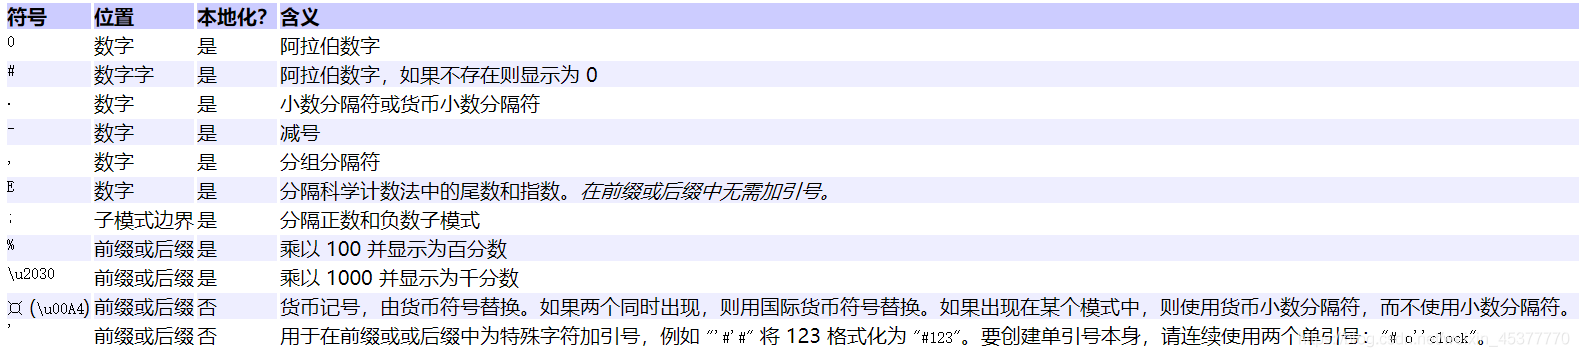 符号 位置 本地化? 含义
0 数字 是 阿拉伯数字
# 数字字 是 阿拉伯数字，如果不存在则显示为 0
. 数字 是 小数分隔符或货币小数分隔符
- 数字 是 减号
, 数字 是 分组分隔符
E 数字 是 分隔科学计数法中的尾数和指数。在前缀或后缀中无需加引号。
; 子模式边界 是 分隔正数和负数子模式
% 前缀或后缀 是 乘以 100 并显示为百分数
\u2030 前缀或后缀 是 乘以 1000 并显示为千分数
¤ (\u00A4) 前缀或后缀 否 货币记号，由货币符号替换。如果两个同时出现，则用国际货币符号替换。如果出现在某个模式中，则使用货币小数分隔符，而不使用小数分隔符。
' 前缀或后缀 否 用于在前缀或或后缀中为特殊字符加引号，例如 "'#'#" 将 123 格式化为 "#123"。要创建单引号本身，请连续使用两个单引号："# o''clock"。
45377770